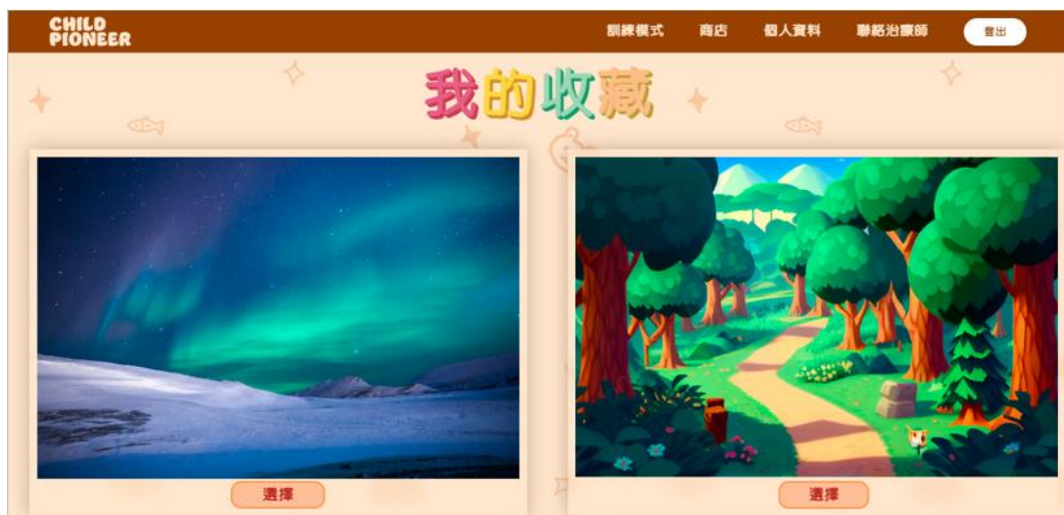 CHILD
PIONEER
訓練模式 商店 個人資料 聯絡治療師 登出
我的收藏
選擇 選擇